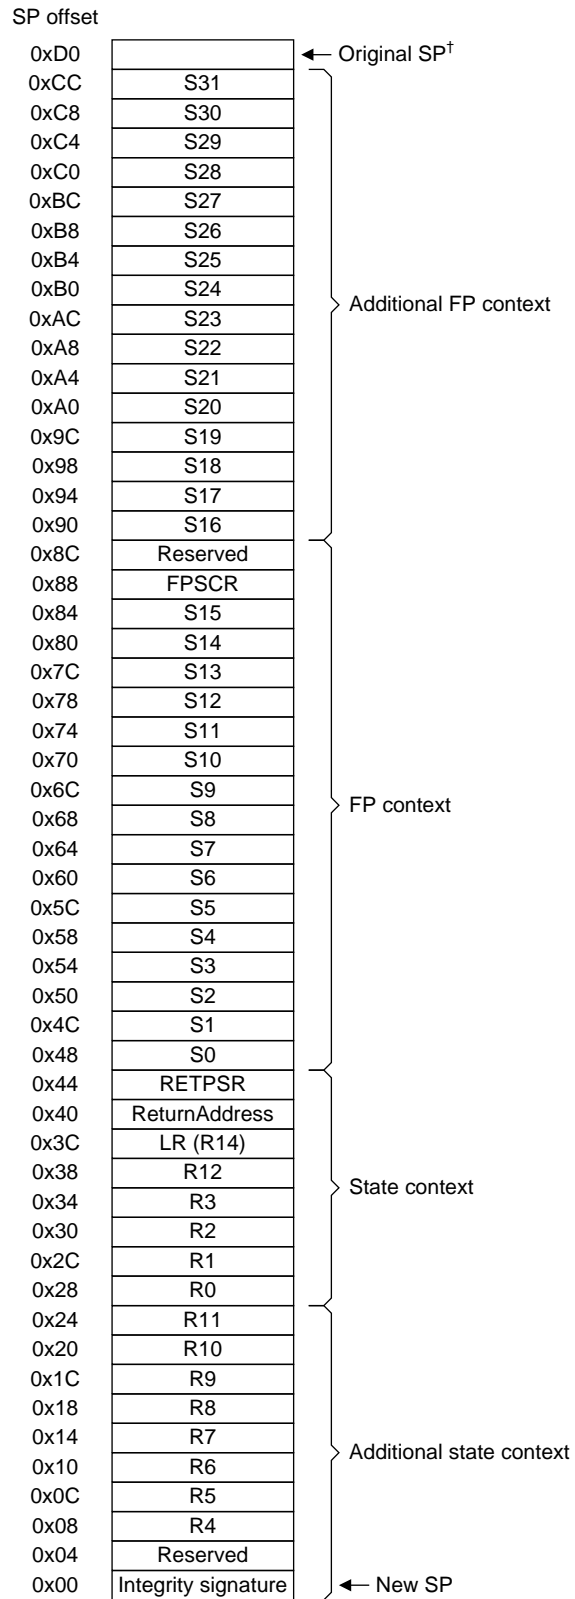 SP offset
0xD0 Original SP†
0xCC S31
0xC8 S30
0xC4 S29
0xC0 S28
0xBC S27
0xB8 S26
0xB4 S25
0xB0 S24
Additional FP context
0xAC S23
0xA8 S22
0xA4 S21
0xA0 S20
0x9C S19
0x98 S18
0x94 S17
0x90 S16
0x8C Reserved
0x88 FPSCR
0x84 S15
0x80 S14
0x7C S13
0x78 S12
0x74 S11
0x70 S10
0x6C S9
FP context
0x68 S8
0x64 S7
0x60 S6
0x5C S5
0x58 S4
0x54 S3
0x50 S2
0x4C S1
0x48 S0
0x44 RETPSR
0x40 ReturnAddress
0x3C LR (R14)
0x38 R12
State context
0x34 R3
0x30 R2
0x2C R1
0x28 R0
0x24 R11
0x20 R10
0x1C R9
0x18 R8
0x14 R7
Additional state context
0x10 R6
0x0C R5
0x08 R4
0x04 Reserved
0x00 Integrity signature New SP